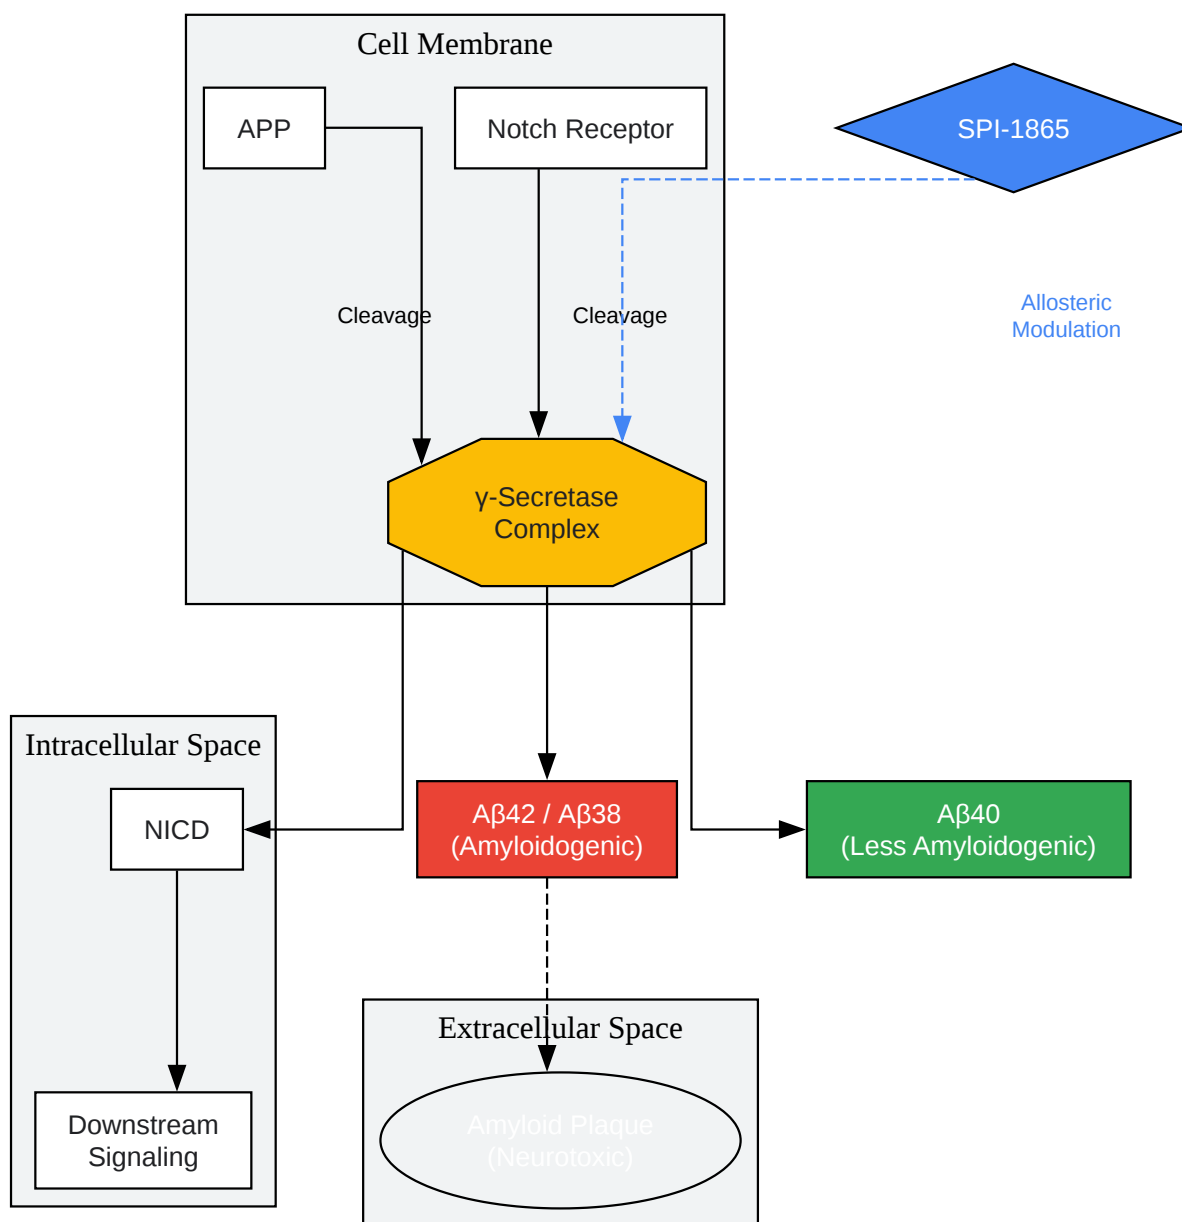 Cell Membrane
APP
Notch Receptor
SPI-1865
Cleavage
Cleavage
Allosteric
Modulation
γ-Secretase
Complex
Intracellular Space
NICD
Aβ42 / Aβ38
(Amyloidogenic)
Aβ40
(Less Amyloidogenic)
Extracellular Space
Downstream
Signaling
Amyloid Plaque
(Neurotoxic)